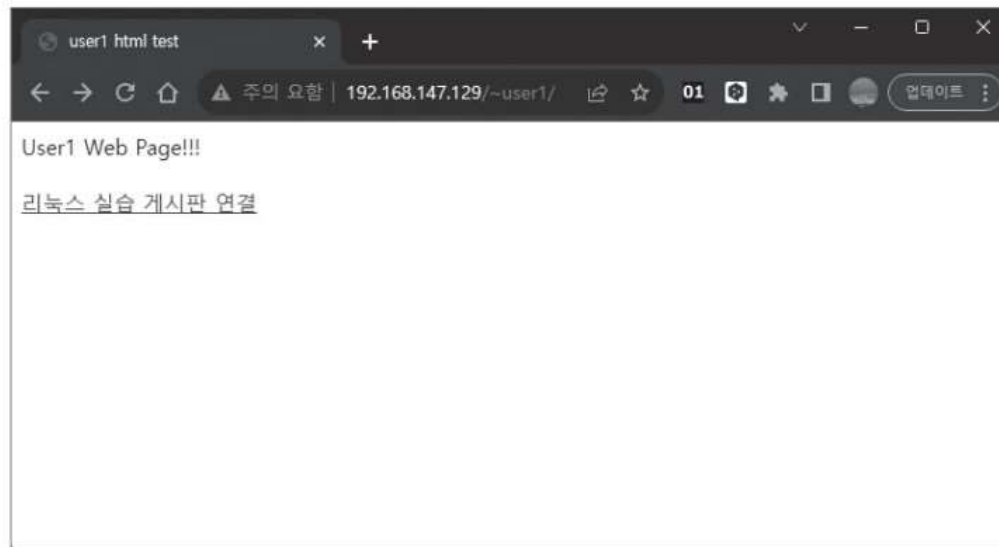 user1 html test
주의 요함 192.168.147.129/~user1/ 01 업데이트
User1 Web Page!!!
리눅스 실습 게시판 연결